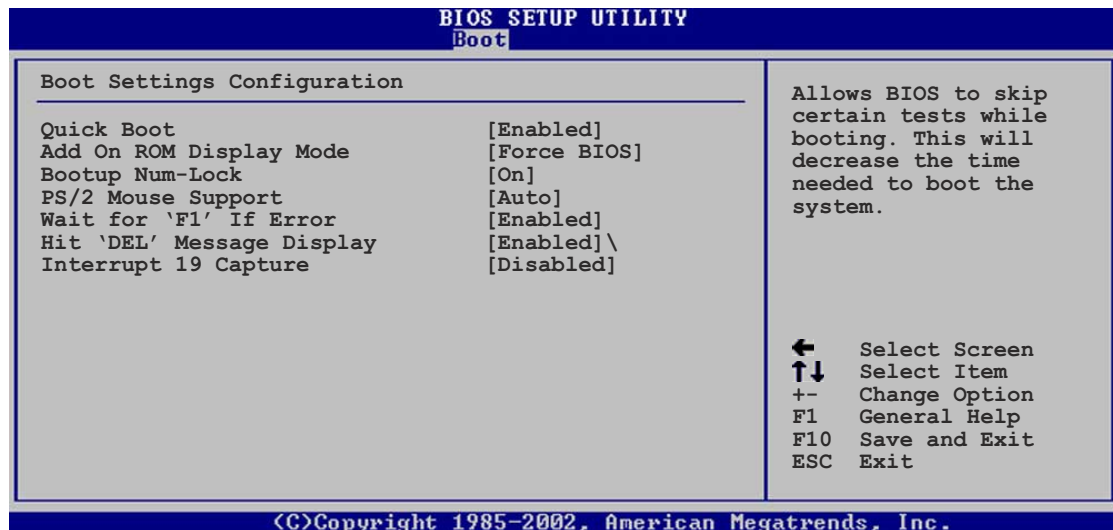 BIOS SETUP UTILITY
Boot
Boot Settings Configuration
Quick Boot [Enabled]
Add On ROM Display Mode [Force BIOS]
Bootup Num-Lock [On]
PS/2 Mouse Support [Auto]
Wait for ‘F1’ If Error [Enabled]
Hit ‘DEL’ Message Display [Enabled]\
Interrupt 19 Capture [Disabled]
Allows BIOS to skip
certain tests while
booting. This will
decrease the time
needed to boot the
system.
← Select Screen
↑↓ Select Item
+- Change Option
F1 General Help
F10 Save and Exit
ESC Exit
(C)Copyright 1985-2002, American Megatrends, Inc.